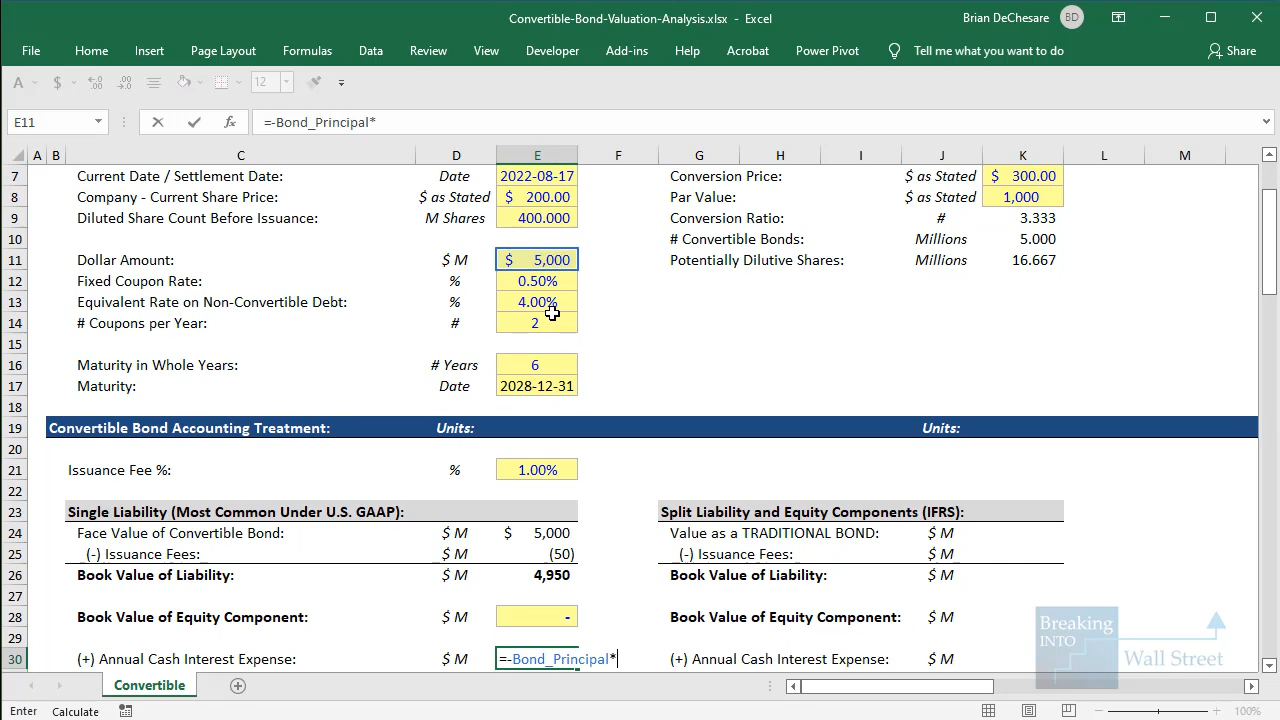 Convertible-Bond-Valuation-Analysis.xlsx - Excel
Brian DeChesare BD
File Home Insert Page Layout Formulas Data Review View Developer Add-ins Help Acrobat Power Pivot Tell me what you want to do Share
A $ .00 12
E11 fx =-Bond_Principal*
A B C D E F G H I J K L M
7 Current Date / Settlement Date: Date 2022-08-17 Conversion Price: $ as Stated $ 300.00
8 Company - Current Share Price: $ as Stated $ 200.00 Par Value: $ as Stated 1,000
9 Diluted Share Count Before Issuance: M Shares 400.000 Conversion Ratio: # 3.333
10 # Convertible Bonds: Millions 5.000
11 Dollar Amount: $ M $ 5,000 Potentially Dilutive Shares: Millions 16.667
12 Fixed Coupon Rate: % 0.50%
13 Equivalent Rate on Non-Convertible Debt: % 4.00%
14 # Coupons per Year: # 2
15
16 Maturity in Whole Years: # Years 6
17 Maturity: Date 2028-12-31
18
19 Convertible Bond Accounting Treatment: Units: Units:
20
21 Issuance Fee %: % 1.00%
22
23 Single Liability (Most Common Under U.S. GAAP): Split Liability and Equity Components (IFRS):
24 Face Value of Convertible Bond: $ M $ 5,000 Value as a TRADITIONAL BOND: $ M
25 (-) Issuance Fees: $ M (50) (-) Issuance Fees: $ M
26 Book Value of Liability: $ M 4,950 Book Value of Liability: $ M
27
28 Book Value of Equity Component: $ M - Book Value of Equity Component: $ M
29
30 (+) Annual Cash Interest Expense: $ M =-Bond_Principal* (+) Annual Cash Interest Expense: $ M
Breaking
INTO
Wall Street
Convertible
Enter Calculate 100%